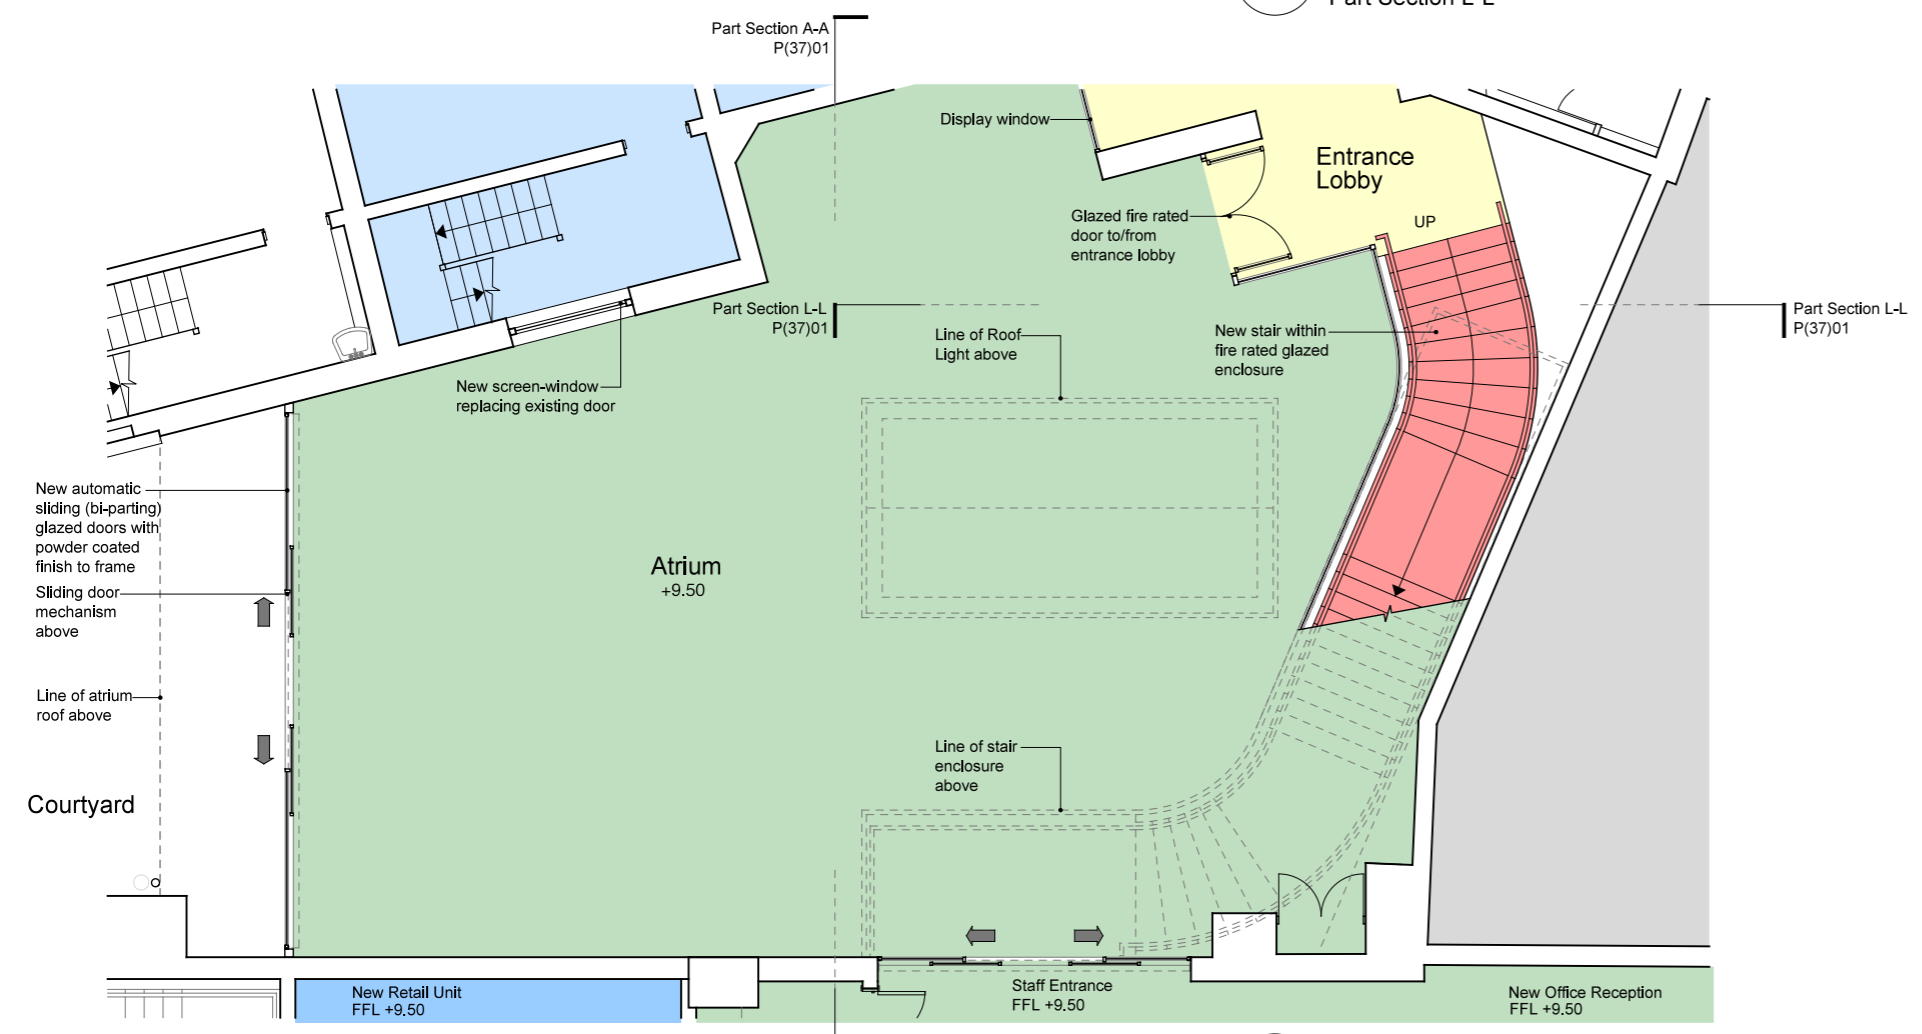 Part Section L-L
Part Section A-A
P(37)01
Display window
Entrance
Lobby
Glazed fire rated
door to/from
entrance lobby
UP
Part Section L-L
P(37)01
Part Section L-L
P(37)01
Line of Roof
Light above
New stair within
fire rated glazed
enclosure
New screen-window
replacing existing door
New automatic
sliding (bi-parting)
glazed doors with
powder coated
finish to frame
Sliding door
mechanism
above
Atrium
+9.50
Line of atrium
roof above
Line of stair
enclosure
above
Courtyard
New Retail Unit
FFL +9.50
Staff Entrance
FFL +9.50
New Office Reception
FFL +9.50